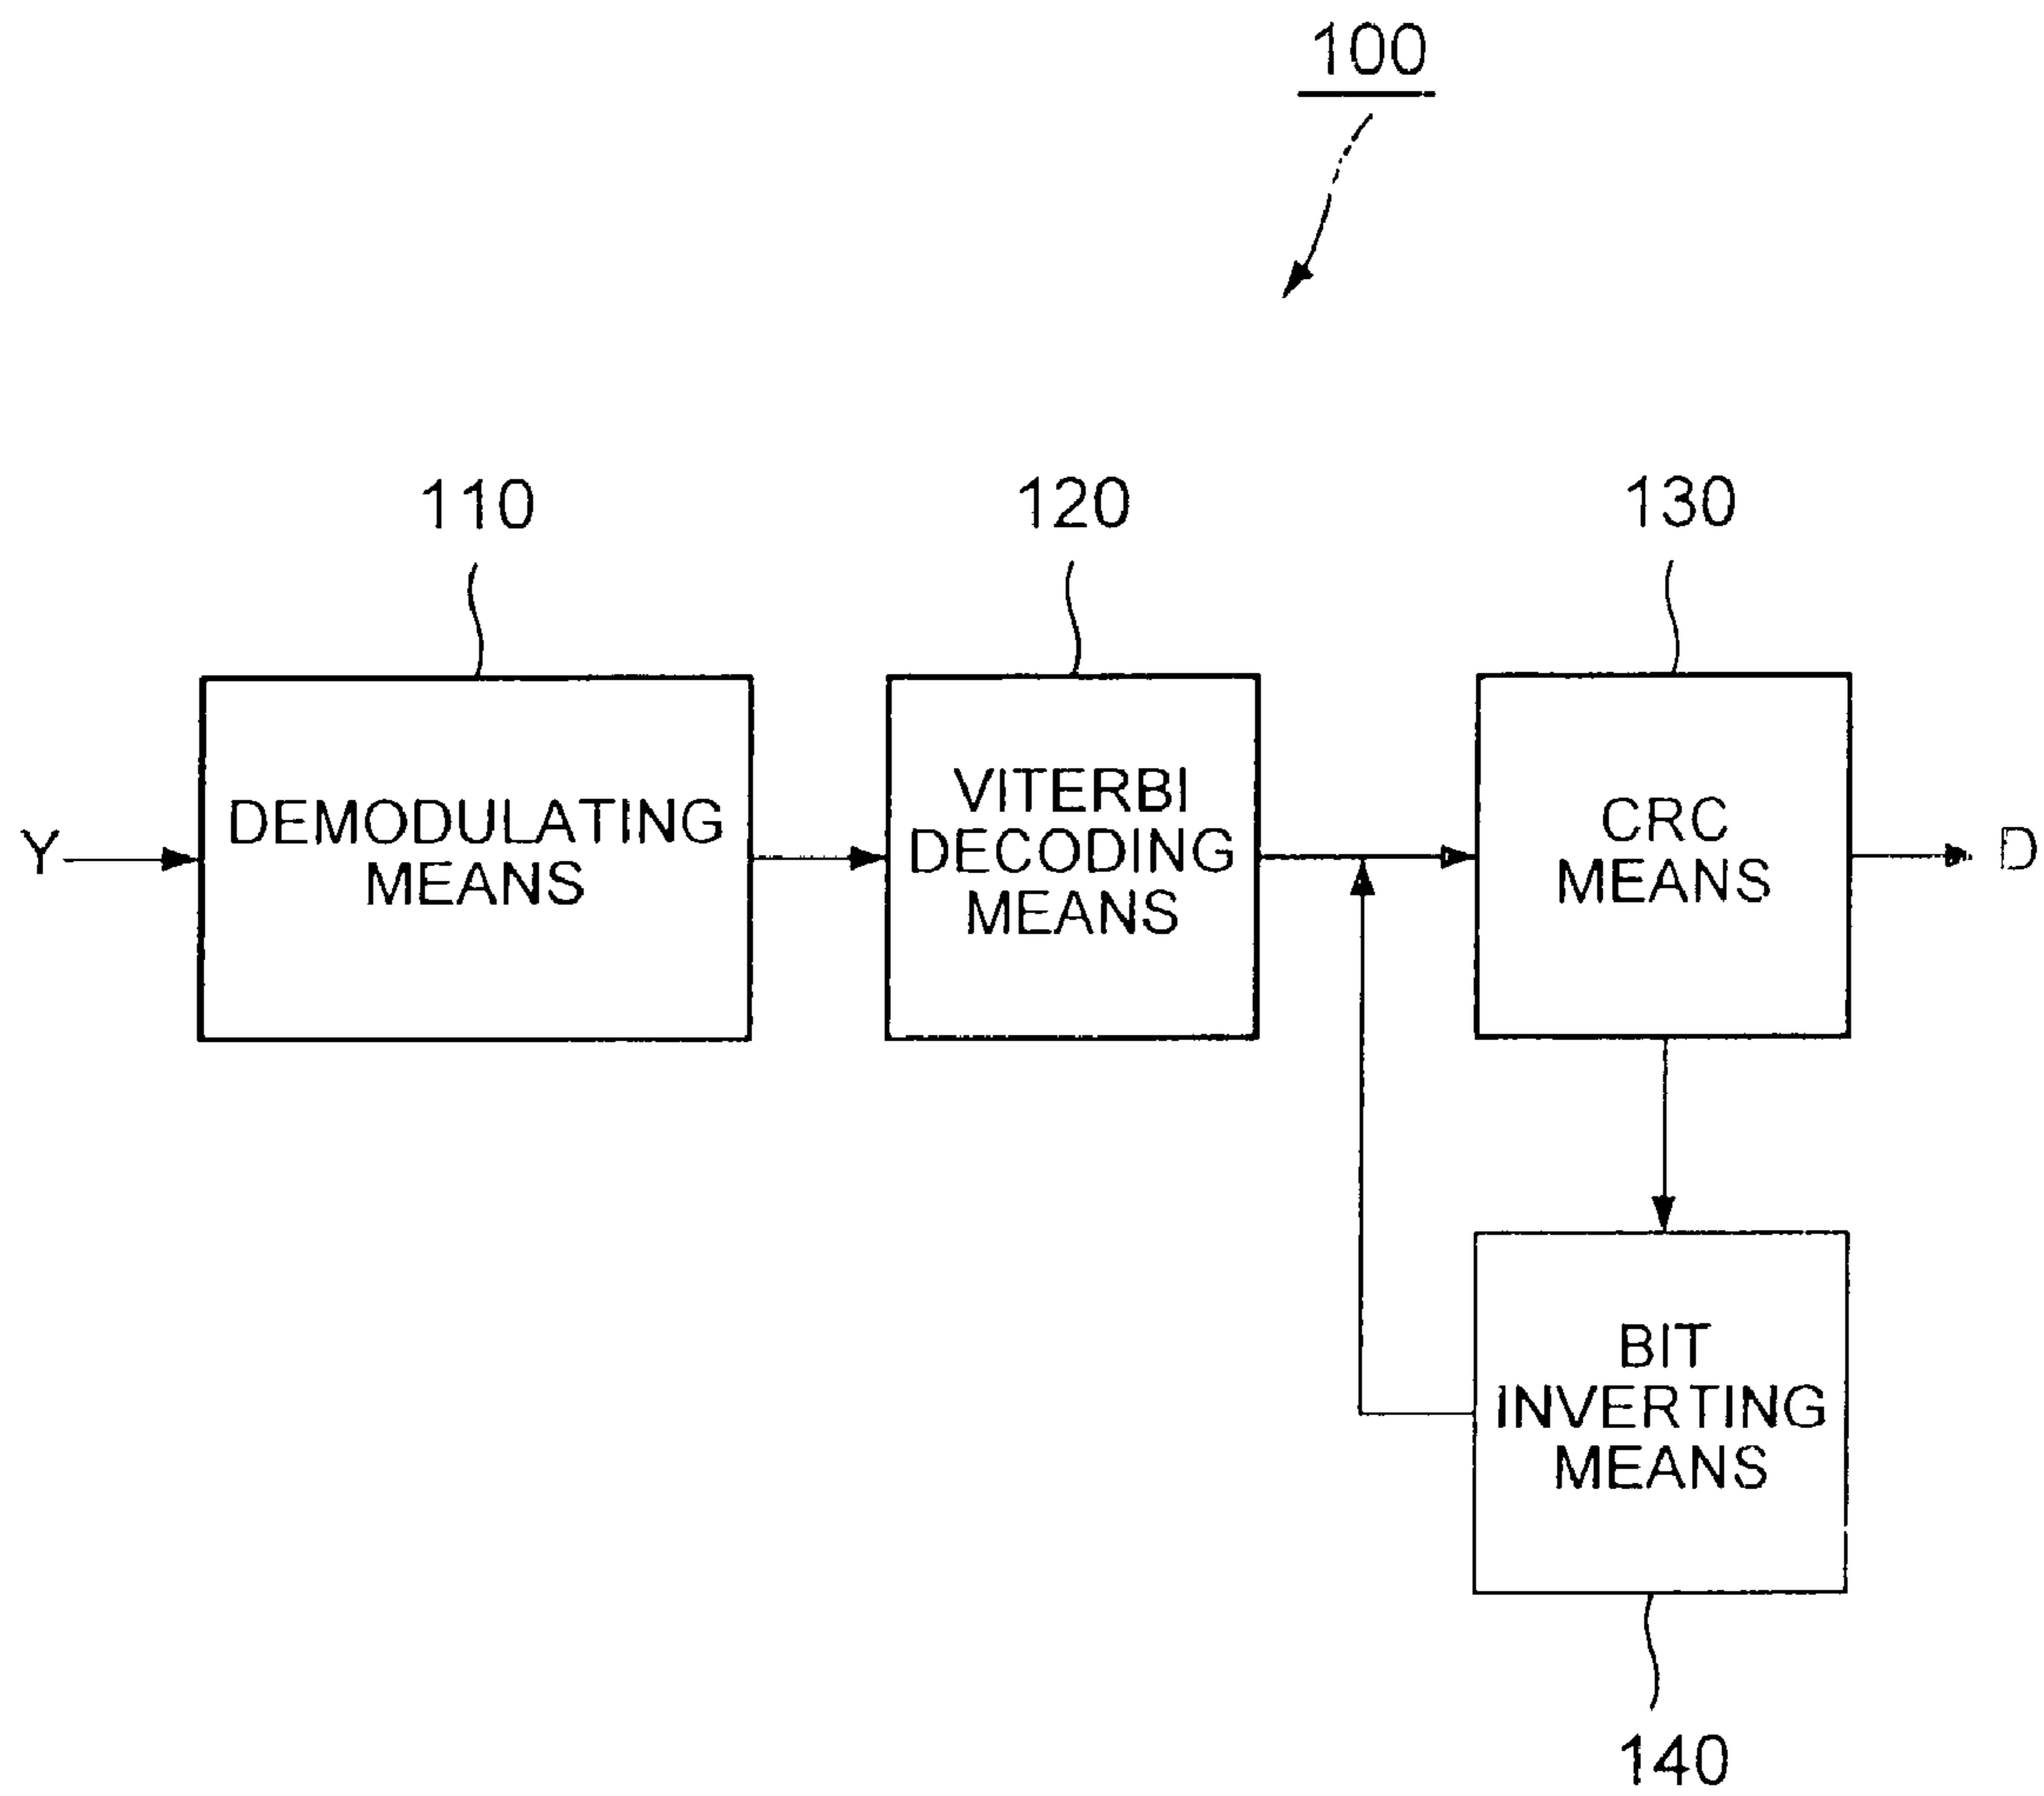 100
110
120
130
Y
DEMODULATING
MEANS
VITERBI
DECODING
MEANS
CRC
MEANS
D
BIT
INVERTING
MEANS
140